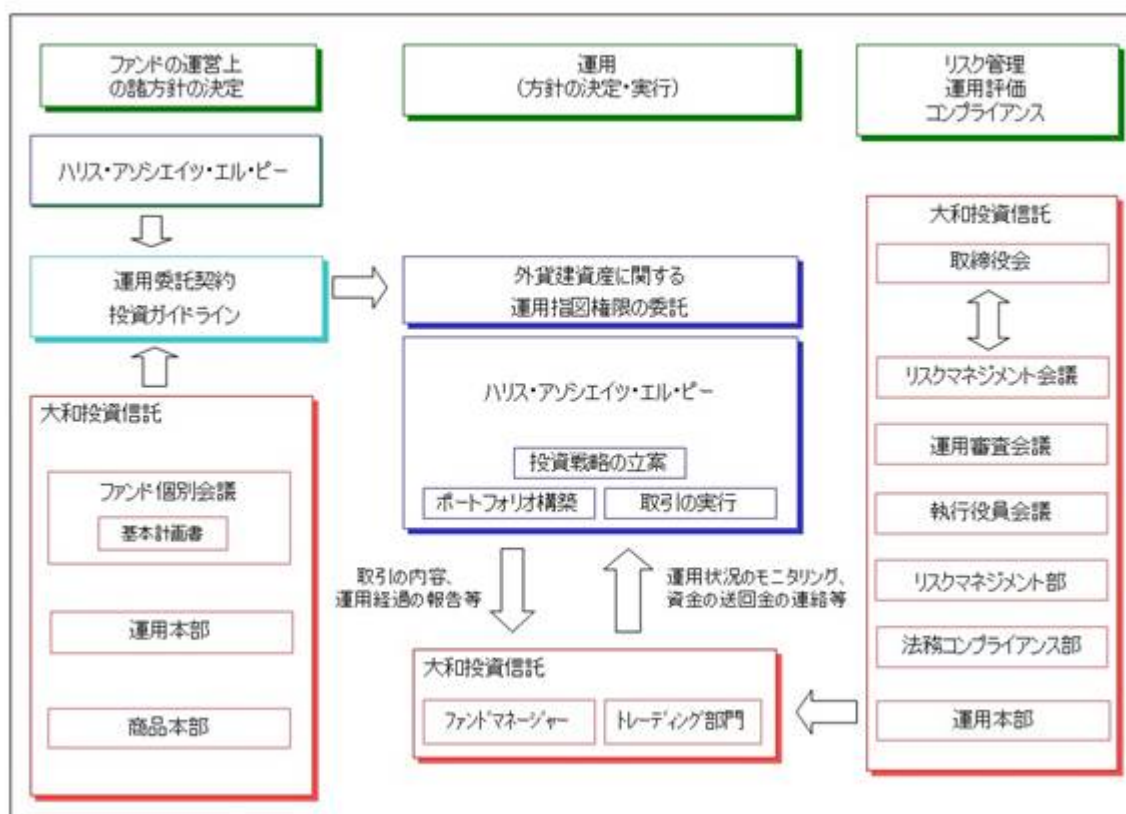 ファンドの運営上
の諸方針の決定
運用
(方針の決定・実行)
リスク管理
運用評価
コンプライアンス
ハリス・アソシエイツ・エル・ピー
運用委託契約
投資ガイドライン
外貨建資産に関する
運用指図権限の委託
ハリス・アソシエイツ・エル・ピー
投資戦略の立案
ポートフォリオ構築
取引の実行
大和投資信託
ファンド個別会議
基本計画書
運用本部
商品本部
取引の内容、
運用経過の報告等
運用状況のモニタリング、
資金の送回金の連絡等
大和投資信託
ファンドマネージャー
トレーディング部門
大和投資信託
取締役会
リスクマネジメント会議
運用審査会議
執行役員会議
リスクマネジメント部
法務コンプライアンス部
運用本部